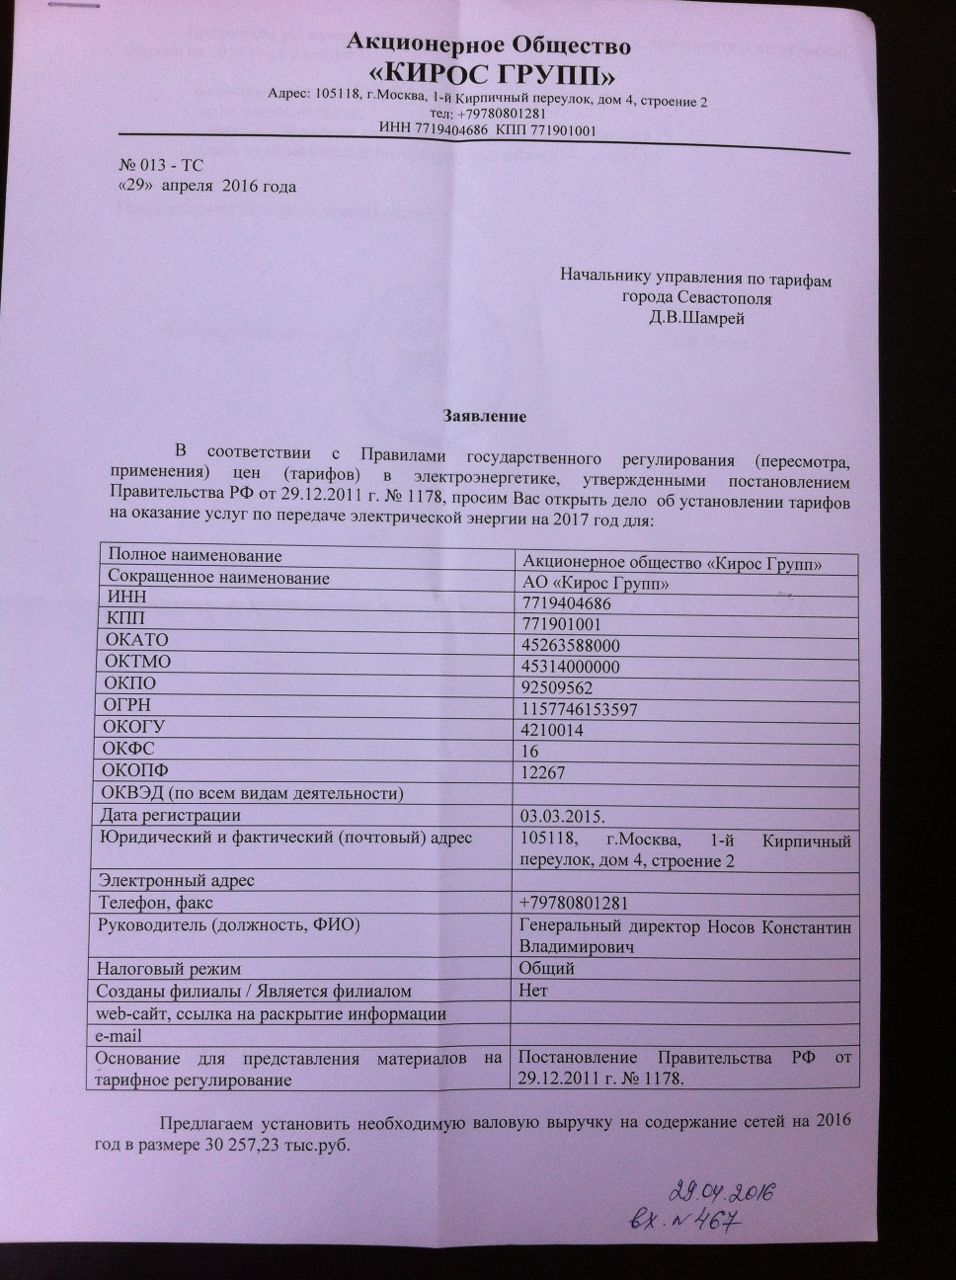 Акционерное Общество
«КИРОС ГРУПП»
Адрес: 105118, г.Москва, 1-й Кирпичный переулок, дом 4, строение 2
тел: +79780801281
ИНН 7719404686 КПП 771901001
№ 013 - ТС
«29» апреля 2016 года
Начальнику управления по тарифам
города Севастополя
Д.В.Шамрей
Заявление
В соответствии с Правилами государственного регулирования (пересмотра,
применения) цен (тарифов) в электроэнергетике, утвержденными постановлением
Правительства РФ от 29.12.2011 г. № 1178, просим Вас открыть дело об установлении тарифов
на оказание услуг по передаче электрической энергии на 2017 год для:
Полное наименование Акционерное общество «Кирос Групп»
Сокращенное наименование АО «Кирос Групп»
ИНН 7719404686
КПП 771901001
ОКАТО 45263588000
ОКТМО 45314000000
ОКПО 92509562
ОГРН 1157746153597
ОКОГУ 4210014
ОКФС 16
ОКОПФ 12267
ОКВЭД (по всем видам деятельности)
Дата регистрации 03.03.2015.
Юридический и фактический (почтовый) адрес 105118, г.Москва, 1-й Кирпичный
переулок, дом 4, строение 2
Электронный адрес
Телефон, факс +79780801281
Руководитель (должность, ФИО) Генеральный директор Носов Константин
Владимирович
Налоговый режим Общий
Созданы филиалы / Является филиалом Нет
web-сайт, ссылка на раскрытие информации
e-mail
Основание для представления материалов на Постановление Правительства РФ от
тарифное регулирование 29.12.2011 г. № 1178.
Предлагаем установить необходимую валовую выручку на содержание сетей на 2016
год в размере 30 257,23 тыс.руб.
29.04.2016
вх. № 467